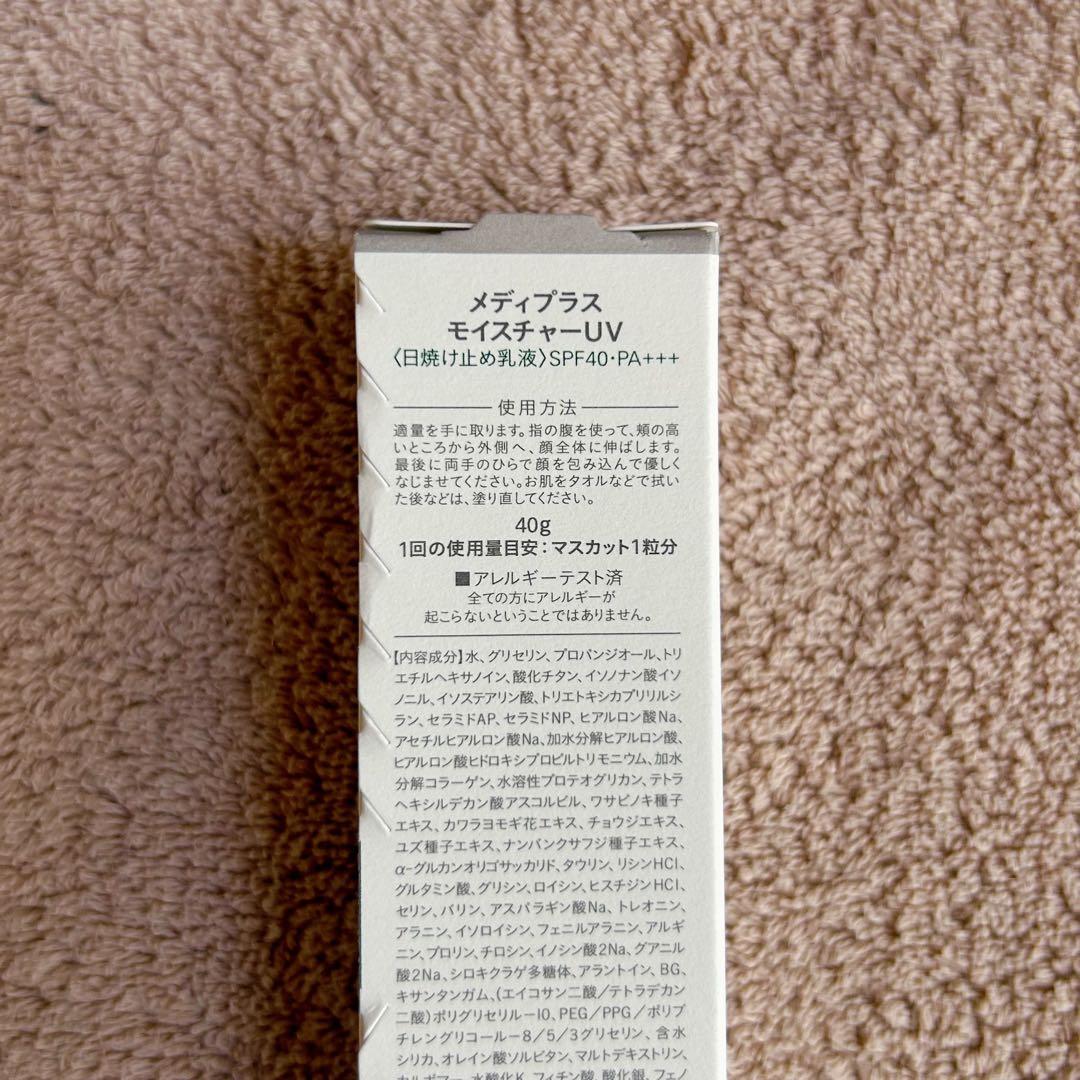 メディプラス
モイスチャーUV
〈日焼け止め乳液〉SPF40・PA+++
使用方法
適量を手に取ります。指の腹を使って、頬の高
いところから外側へ、顔全体に伸ばします。
最後に両手のひらで顔を包み込んで優しく
なじませてください。お肌をタオルなどで拭い
た後などは、塗り直してください。
40g
1回の使用量目安：マスカット1粒分
■アレルギーテスト済
全ての方にアレルギーが
起こらないということではありません。
【内容成分】水、グリセリン、プロパンジオール、トリ
エチルヘキサノイン、酸化チタン、イソノナン酸イソ
ノニル、イソステアリン酸、トリエトキシカプリリルシ
ラン、セラミドAP、セラミドNP、ヒアルロン酸Na、
アセチルヒアルロン酸Na、加水分解ヒアルロン酸、
ヒアルロン酸ヒドロキシプロピルトリモニウム、加水
分解コラーゲン、水溶性プロテオグリカン、テトラ
ヘキシルデカン酸アスコルビル、ワサビノキ種子
エキス、カワラヨモギ花エキス、チョウジエキス、
ユズ種子エキス、ナンバンクサフジ種子エキス、
α-グルカンオリゴサッカリド、タウリン、リシンHCl、
グルタミン酸、グリシン、ロイシン、ヒスチジンHCl、
セリン、バリン、アスパラギン酸Na、トレオニン、
アラニン、イソロイシン、フェニルアラニン、アルギ
ニン、プロリン、チロシン、イノシン酸2Na、グアニル
酸2Na、シロキクラゲ多糖体、アラントイン、BG、
キサンタンガム、(エイコサン二酸／テトラデカン
二酸)ポリグリセリル-10、PEG／PPG／ポリブ
チレングリコール-8／5／3グリセリン、含水
シリカ、オレイン酸ソルビタン、マルトデキストリン、
カルボマー、水酸化K、フィチン酸、酸化銀、フェノ